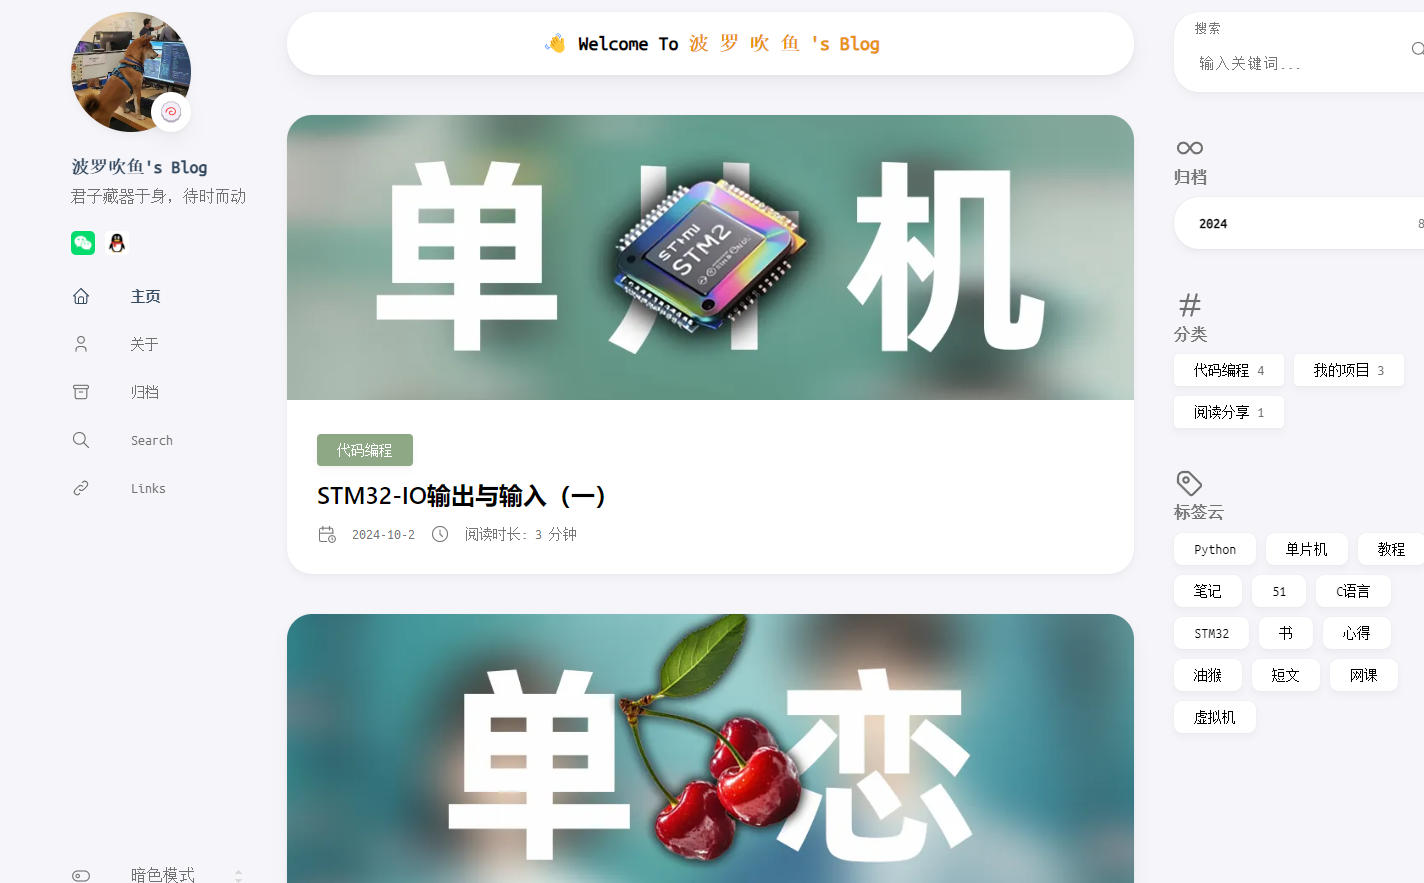 波罗吹鱼's Blog
君子藏器于身，待时而动
主页
关于
归档
Search
Links
暗色模式
👋 Welcome To 波 罗 吹 鱼 's Blog
单片机
STM2
代码编程
STM32-IO输出与输入（一）
2024-10-2 阅读时长: 3 分钟
单恋
搜索
输入关键词...
归档
2024 8
分类
代码编程 4 我的项目 3
阅读分享 1
标签云
Python 单片机 教程
笔记 51 C语言
STM32 书 心得
油猴 短文 网课
虚拟机